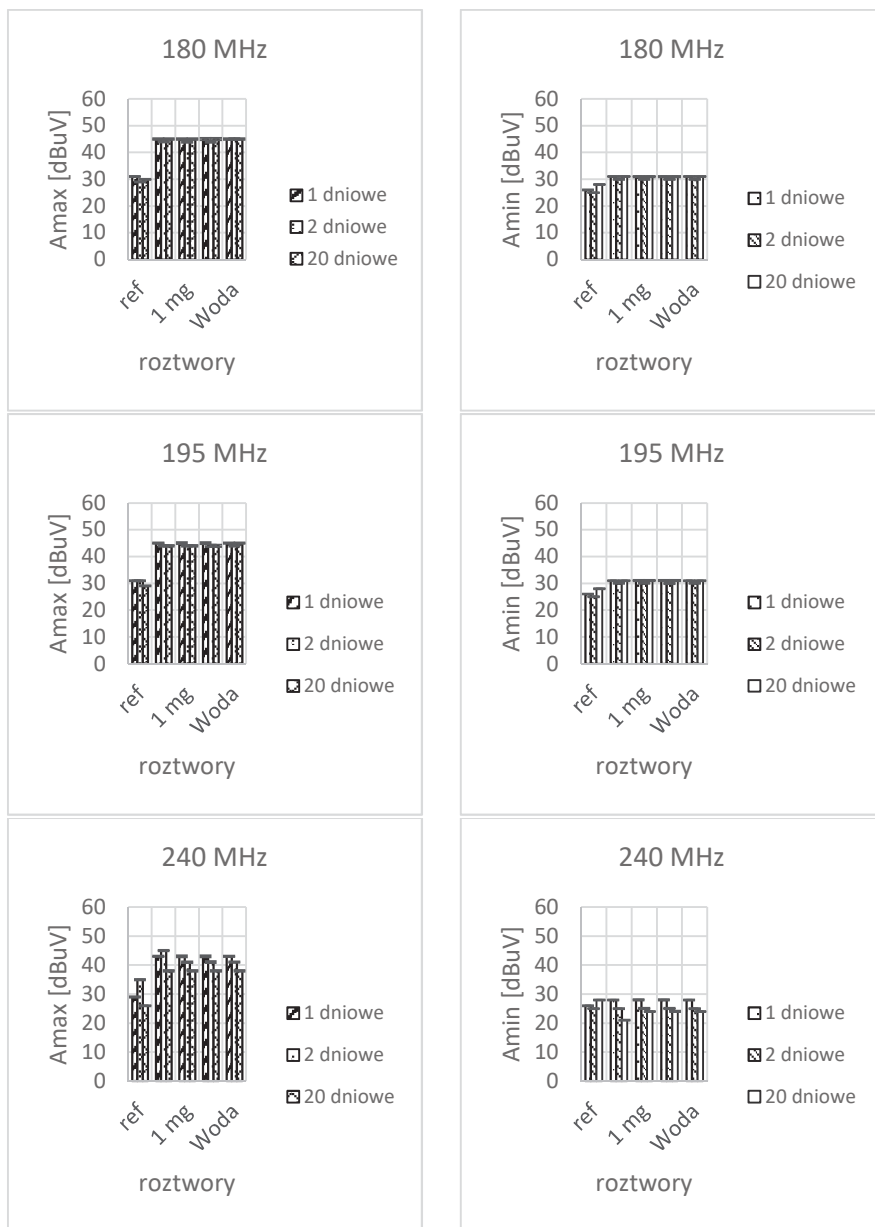 180 MHz
Amax [dBuV]
60
50
40
30
20
10
0
ref
1 mg
Woda
roztwory
1 dniowe
2 dniowe
20 dniowe
180 MHz
Amin [dBuV]
60
50
40
30
20
10
0
ref
1 mg
Woda
roztwory
1 dniowe
2 dniowe
20 dniowe
195 MHz
Amax [dBuV]
60
50
40
30
20
10
0
ref
1 mg
Woda
roztwory
1 dniowe
2 dniowe
20 dniowe
195 MHz
Amin [dBuV]
60
50
40
30
20
10
0
ref
1 mg
Woda
roztwory
1 dniowe
2 dniowe
20 dniowe
240 MHz
Amax [dBuV]
60
50
40
30
20
10
0
ref
1 mg
Woda
roztwory
1 dniowe
2 dniowe
20 dniowe
240 MHz
Amin [dBuV]
60
50
40
30
20
10
0
ref
1 mg
Woda
roztwory
1 dniowe
2 dniowe
20 dniowe